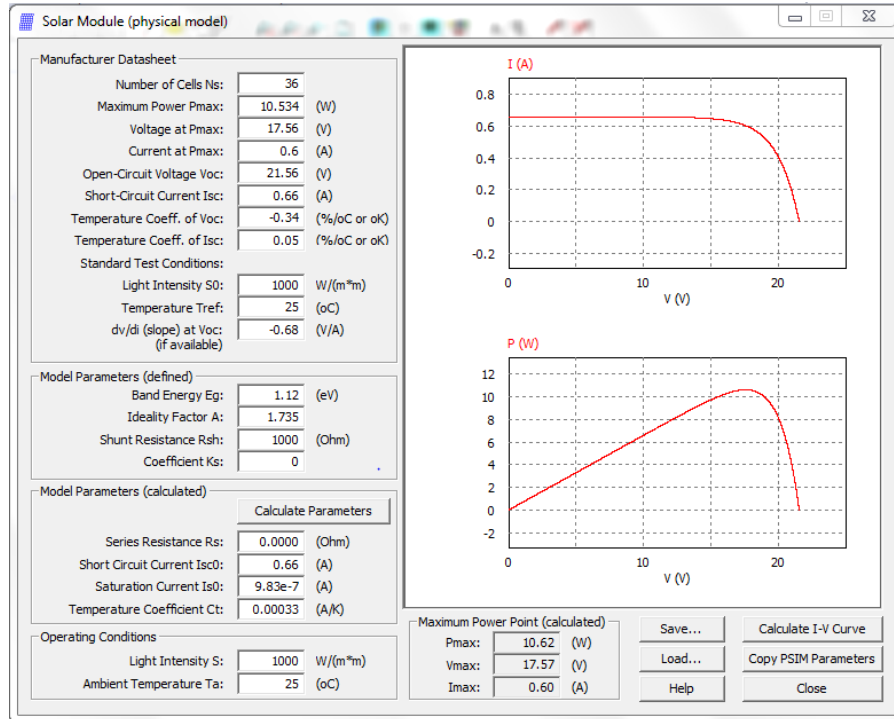 Solar Module (physical model)
Manufacturer Datasheet
Number of Cells Ns: 36
Maximum Power Pmax: 10.534 (W)
Voltage at Pmax: 17.56 (V)
Current at Pmax: 0.6 (A)
Open-Circuit Voltage Voc: 21.56 (V)
Short-Circuit Current Isc: 0.66 (A)
Temperature Coeff. of Voc: -0.34 (%/oC or oK)
Temperature Coeff. of Isc: 0.05 (%/oC or oK)
Standard Test Conditions:
Light Intensity S0: 1000 W/(m*m)
Temperature Tref: 25 (oC)
dv/di (slope) at Voc: -0.68 (V/A)
(if available)
Model Parameters (defined)
Band Energy Eg: 1.12 (eV)
Ideality Factor A: 1.735
Shunt Resistance Rsh: 1000 (Ohm)
Coefficient Ks: 0
Model Parameters (calculated)
Calculate Parameters
Series Resistance Rs: 0.0000 (Ohm)
Short Circuit Current Isc0: 0.66 (A)
Saturation Current Is0: 9.83e-7 (A)
Temperature Coefficient Ct: 0.00033 (A/K)
Operating Conditions
Light Intensity S: 1000 W/(m*m)
Ambient Temperature Ta: 25 (oC)
I (A)
0.8
0.6
0.4
0.2
0
-0.2
0 10 20
V (V)
P (W)
12
10
8
6
4
2
0
-2
0 10 20
V (V)
Maximum Power Point (calculated)
Pmax: 10.62 (W)
Vmax: 17.57 (V)
Imax: 0.60 (A)
Save... Calculate I-V Curve
Load... Copy PSIM Parameters
Help Close